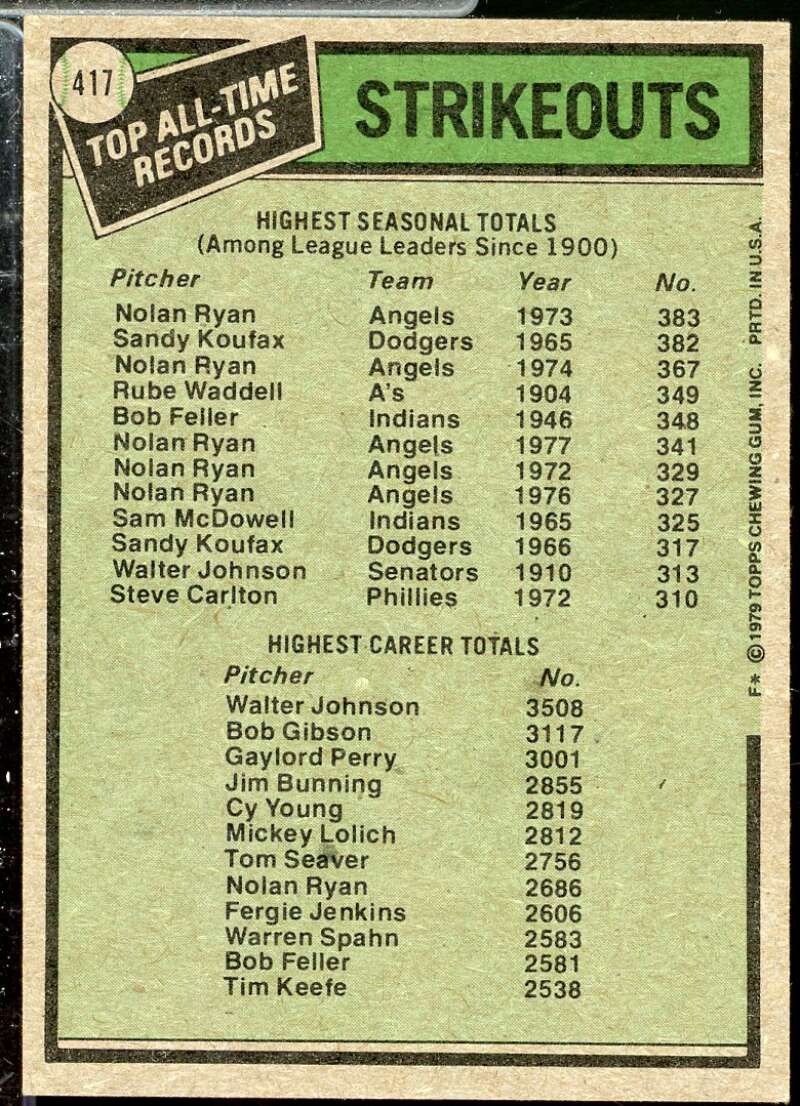 417
TOP ALL-TIME
RECORDS
STRIKEOUTS
HIGHEST SEASONAL TOTALS
(Among League Leaders Since 1900)
Pitcher Team Year No.
Nolan Ryan Angels 1973 383
Sandy Koufax Dodgers 1965 382
Nolan Ryan Angels 1974 367
Rube Waddell A's 1904 349
Bob Feller Indians 1946 348
Nolan Ryan Angels 1977 341
Nolan Ryan Angels 1972 329
Nolan Ryan Angels 1976 327
Sam McDowell Indians 1965 325
Sandy Koufax Dodgers 1966 317
Walter Johnson Senators 1910 313
Steve Carlton Phillies 1972 310
HIGHEST CAREER TOTALS
Pitcher No.
Walter Johnson 3508
Bob Gibson 3117
Gaylord Perry 3001
Jim Bunning 2855
Cy Young 2819
Mickey Lolich 2812
Tom Seaver 2756
Nolan Ryan 2686
Fergie Jenkins 2606
Warren Spahn 2583
Bob Feller 2581
Tim Keefe 2538
F* © 1979 TOPPS CHEWING GUM, INC. PRTD. IN U.S.A.